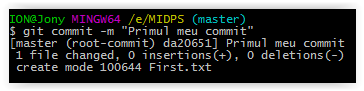 ION@Jony MINGW64 /e/MIDPS (master)
$ git commit -m "Primul meu commit"
[master (root-commit) da20651] Primul meu commit
 1 file changed, 0 insertions(+), 0 deletions(-)
 create mode 100644 First.txt